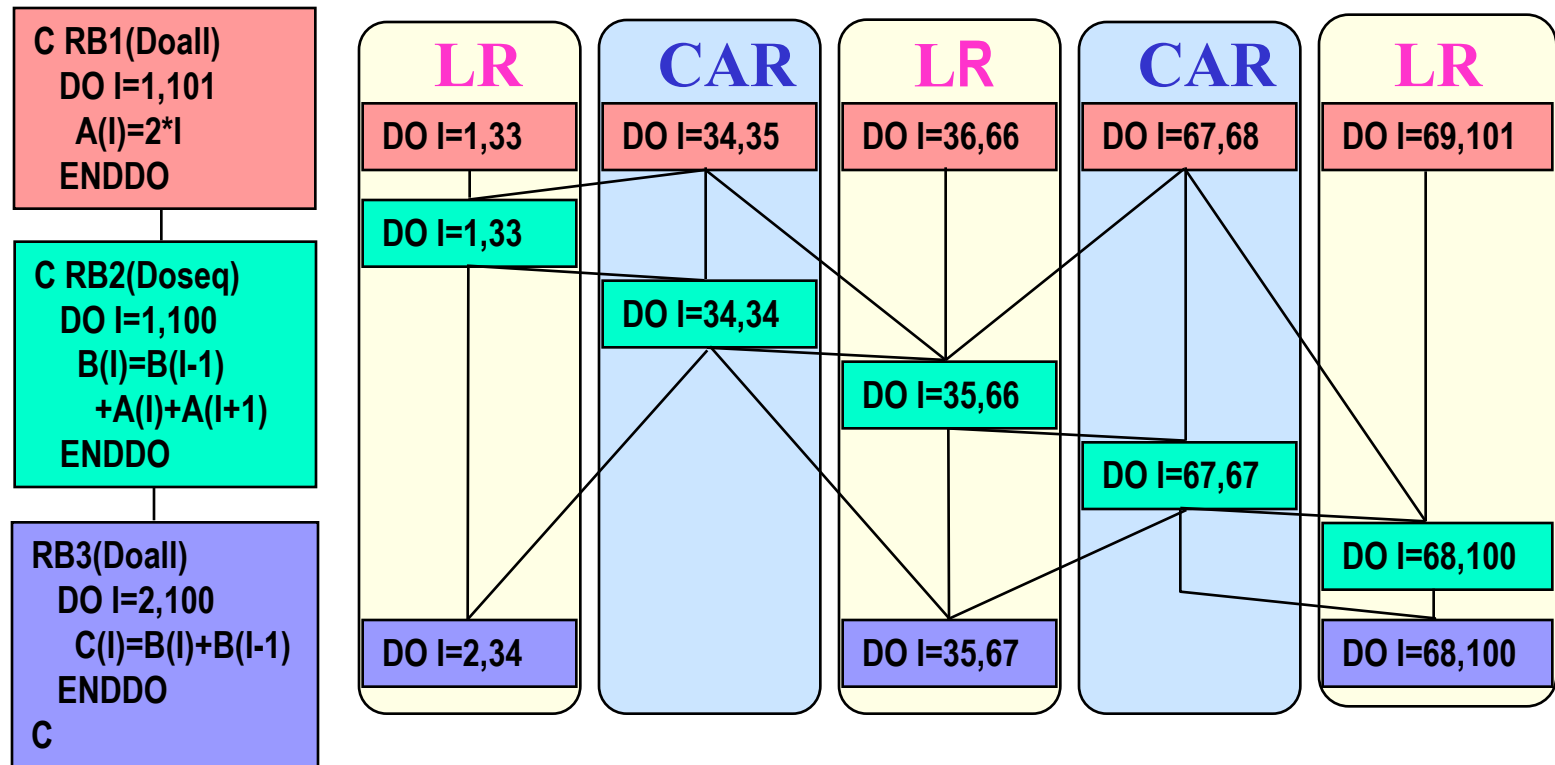 C RB1(Doall)
DO I=1,101
A(I)=2*I
ENDDO
C RB2(Doseq)
DO I=1,100
B(I)=B(I-1)
+A(I)+A(I+1)
ENDDO
RB3(Doall)
DO I=2,100
C(I)=B(I)+B(I-1)
ENDDO
C
LR
CAR
LR
CAR
LR
DO I=1,33
DO I=34,35
DO I=36,66
DO I=67,68
DO I=69,101
DO I=1,33
DO I=34,34
DO I=35,66
DO I=67,67
DO I=68,100
DO I=2,34
DO I=35,67
DO I=68,100